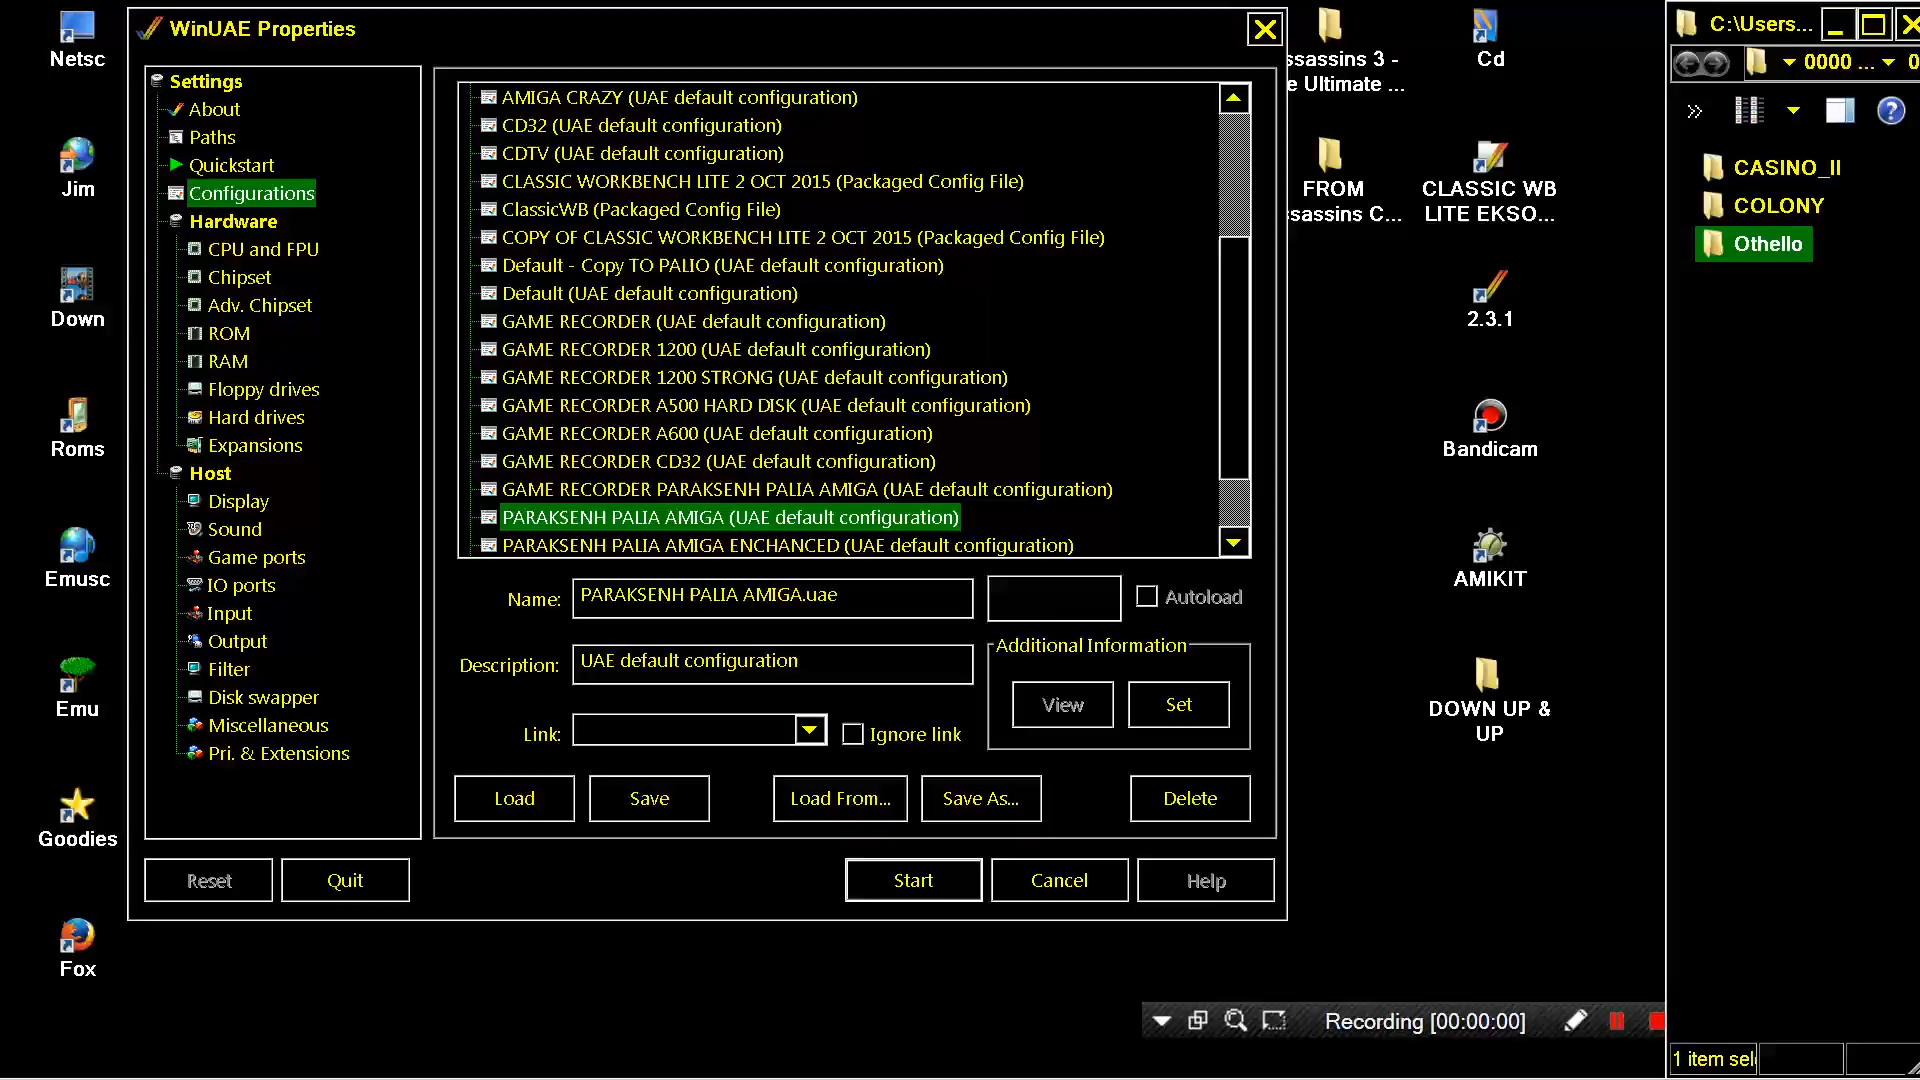 Netsc
Jim
Down
Roms
Emusc
Emu
Goodies
Fox
WinUAE Properties
Settings
About
Paths
Quickstart
Configurations
Hardware
CPU and FPU
Chipset
Adv. Chipset
ROM
RAM
Floppy drives
Hard drives
Expansions
Host
Display
Sound
Game ports
IO ports
Input
Output
Filter
Disk swapper
Miscellaneous
Pri. & Extensions
AMIGA CRAZY (UAE default configuration)
CD32 (UAE default configuration)
CDTV (UAE default configuration)
CLASSIC WORKBENCH LITE 2 OCT 2015 (Packaged Config File)
ClassicWB (Packaged Config File)
COPY OF CLASSIC WORKBENCH LITE 2 OCT 2015 (Packaged Config File)
Default - Copy TO PALIO (UAE default configuration)
Default (UAE default configuration)
GAME RECORDER (UAE default configuration)
GAME RECORDER 1200 (UAE default configuration)
GAME RECORDER 1200 STRONG (UAE default configuration)
GAME RECORDER A500 HARD DISK (UAE default configuration)
GAME RECORDER A600 (UAE default configuration)
GAME RECORDER CD32 (UAE default configuration)
GAME RECORDER PARAKSENH PALIA AMIGA (UAE default configuration)
PARAKSENH PALIA AMIGA (UAE default configuration)
PARAKSENH PALIA AMIGA ENCHANCED (UAE default configuration)
Name: PARAKSENH PALIA AMIGA.uae
Autoload
Description: UAE default configuration
Additional Information
View Set
Link: Ignore link
Load Save Load From... Save As... Delete
Reset Quit Start Cancel Help
ssassins 3 -
e Ultimate ...
FROM
ssassins C...
Cd
CLASSIC WB
LITE EKSO...
2.3.1
Bandicam
AMIKIT
DOWN UP &
UP
Recording [00:00:00]
C:\Users...
0000 ... 0
»
CASINO_II
COLONY
Othello
1 item sel